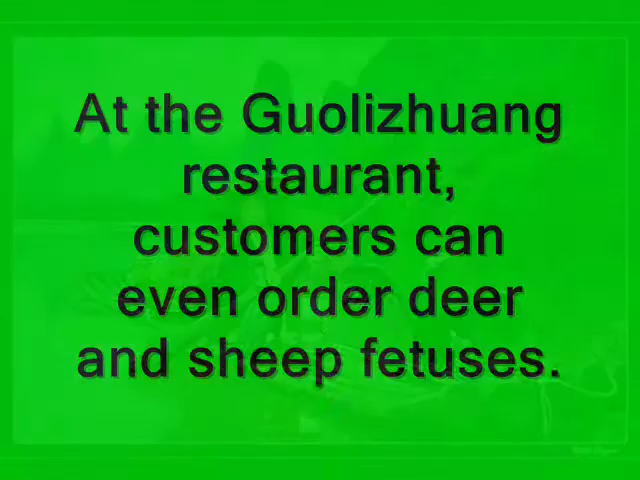 At the Guolizhuang
restaurant,
customers can
even order deer
and sheep fetuses.